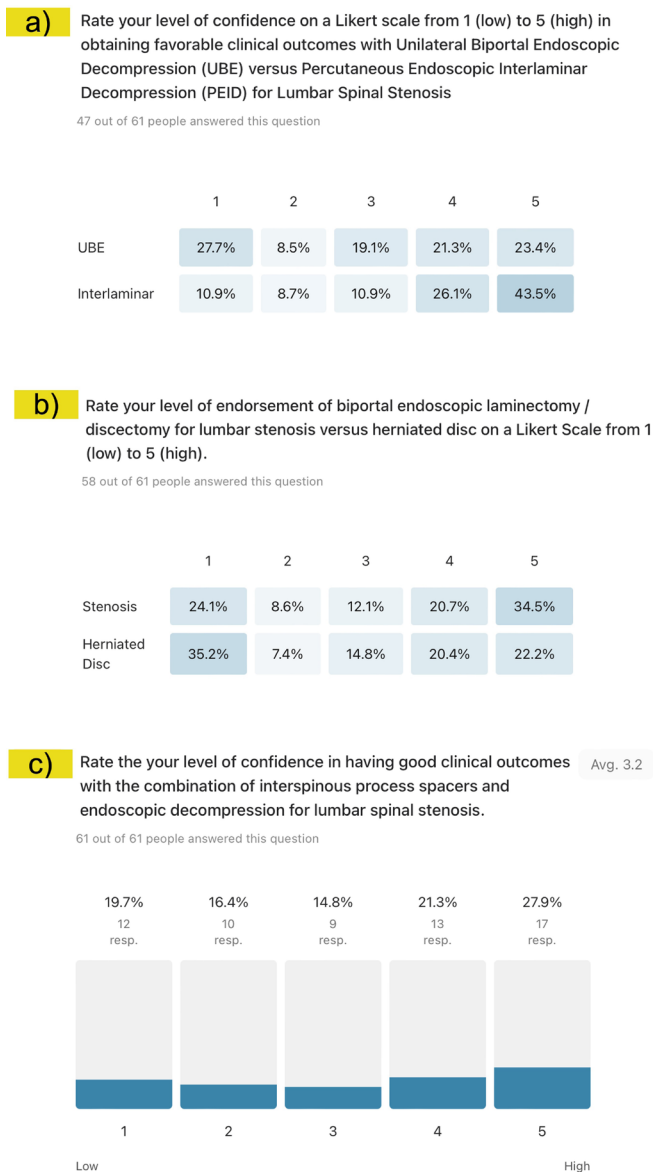 a)
Rate your level of confidence on a Likert scale from 1 (low) to 5 (high) in
obtaining favorable clinical outcomes with Unilateral Biportal Endoscopic
Decompression (UBE) versus Percutaneous Endoscopic Interlaminar
Decompression (PEID) for Lumbar Spinal Stenosis
47 out of 61 people answered this question
1 2 3 4 5
UBE 27.7% 8.5% 19.1% 21.3% 23.4%
Interlaminar 10.9% 8.7% 10.9% 26.1% 43.5%
b)
Rate your level of endorsement of biportal endoscopic laminectomy /
discectomy for lumbar stenosis versus herniated disc on a Likert Scale from 1
(low) to 5 (high).
58 out of 61 people answered this question
1 2 3 4 5
Stenosis 24.1% 8.6% 12.1% 20.7% 34.5%
Herniated
Disc 35.2% 7.4% 14.8% 20.4% 22.2%
c)
Rate the your level of confidence in having good clinical outcomes Avg. 3.2
with the combination of interspinous process spacers and
endoscopic decompression for lumbar spinal stenosis.
61 out of 61 people answered this question
19.7% 16.4% 14.8% 21.3% 27.9%
12 10 9 13 17
resp. resp. resp. resp. resp.
1 2 3 4 5
Low High